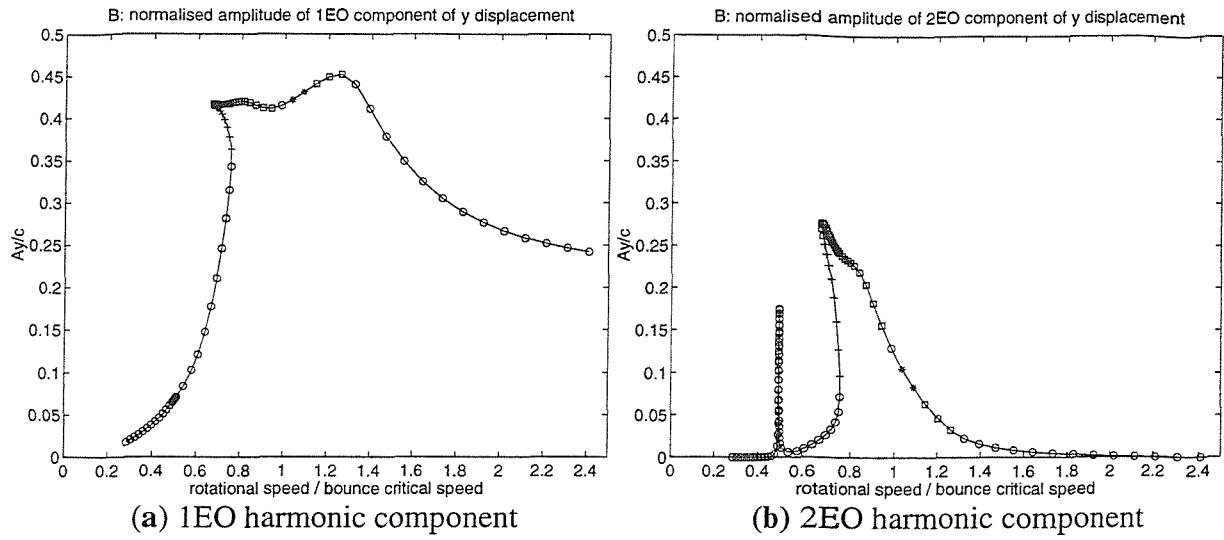 B: normalised amplitude of 1EO component of y displacement
0.5
0.45
0.4
0.35
0.3
0.25
0.2
0.15
0.1
0.05
0
Ay/c
0.2 0.4 0.6 0.8 1 1.2 1.4 1.6 1.8 2 2.2 2.4
rotational speed / bounce critical speed
(a) 1EO harmonic component
B: normalised amplitude of 2EO component of y displacement
0.5
0.45
0.4
0.35
0.3
0.25
0.2
0.15
0.1
0.05
0
Ay/c
0 0.2 0.4 0.6 0.8 1.0 1.2 1.4 1.6 1.8 2 2.2 2.4
rotational speed / bounce critical speed
(b) 2EO harmonic component